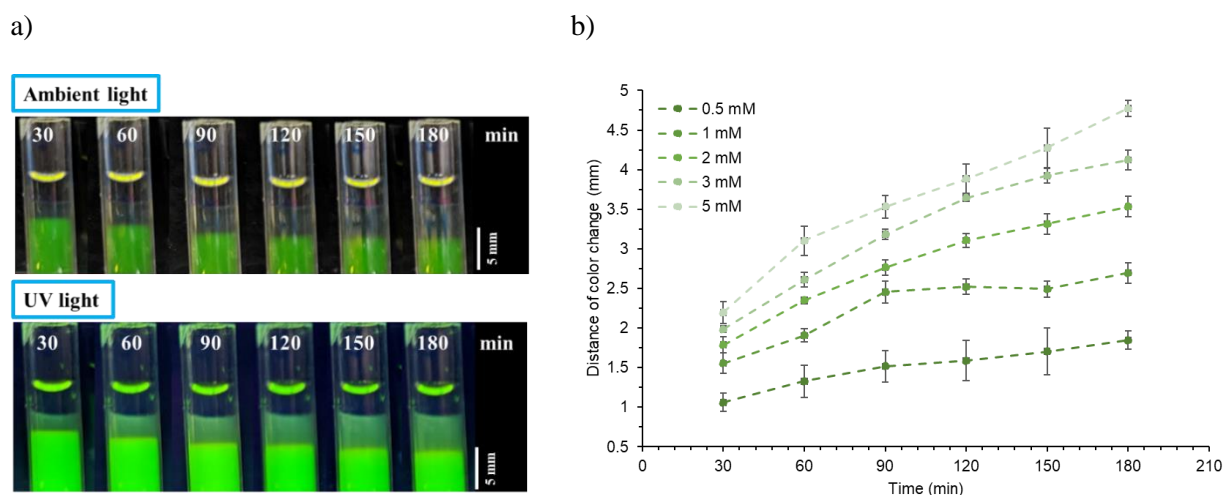 a)
b)
Ambient light
30 60 90 120 150 180 min
5 mm
UV light
30 60 90 120 150 180 min
5 mm
Distance of color change (mm)
5
4.5
4
3.5
3
2.5
2
1.5
1
0.5
0.5 mM
1 mM
2 mM
3 mM
5 mM
0 30 60 90 120 150 180 210
Time (min)